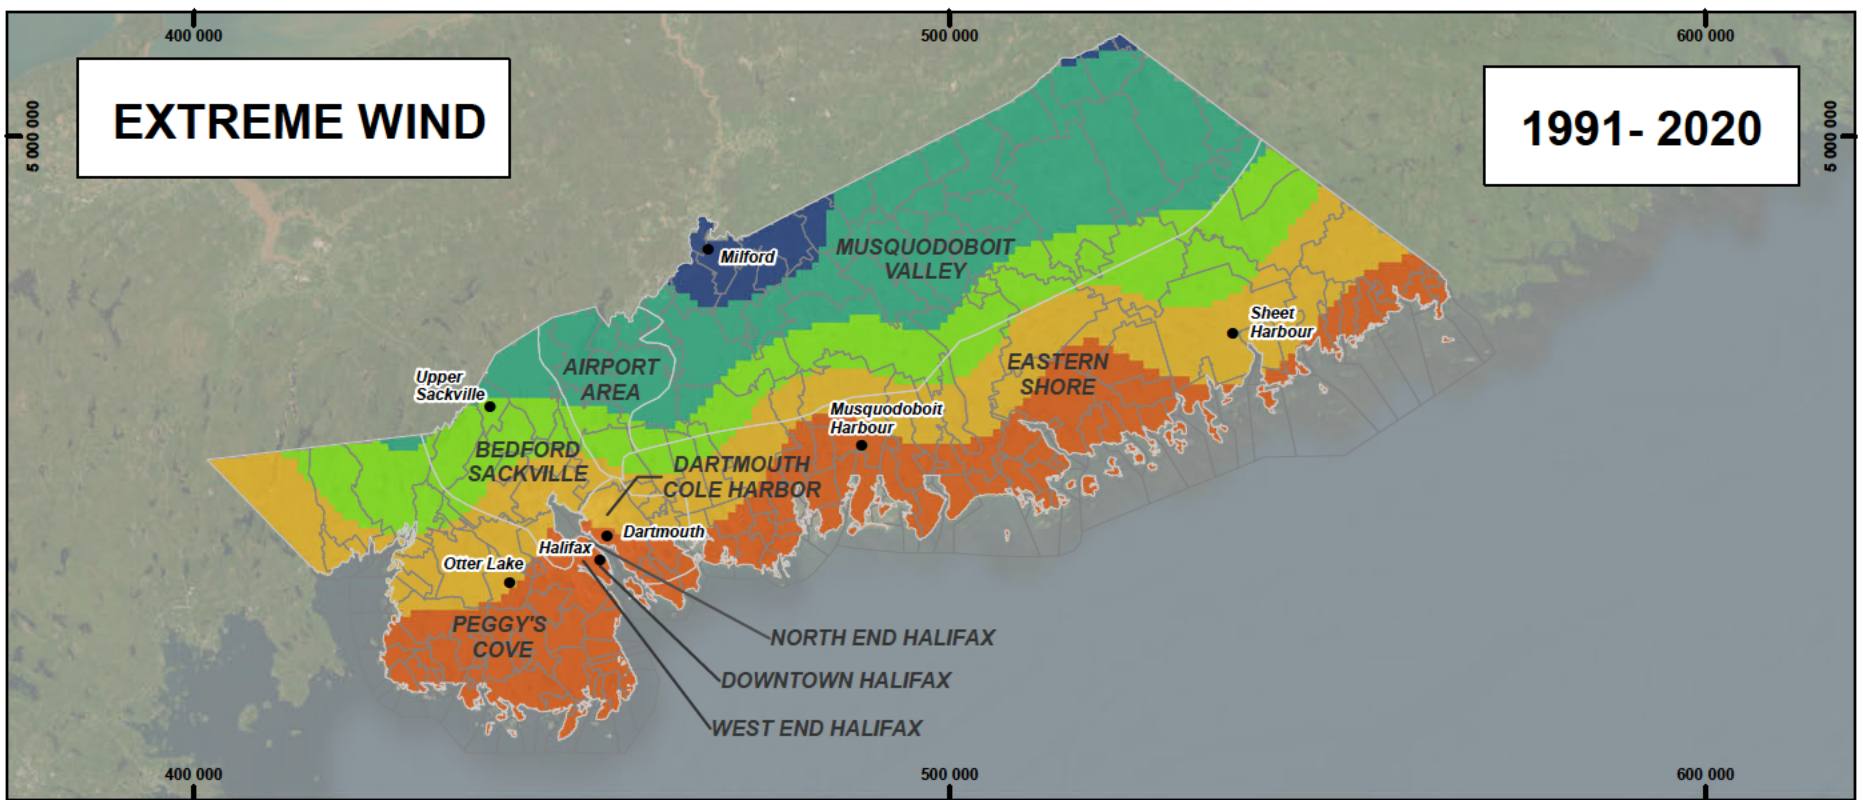 400 000
500 000
600 000
EXTREME WIND
1991- 2020
5 000 000
5 000 000
MUSQUODOBOIT
VALLEY
Milford
Sheet
Harbour
AIRPORT
AREA
EASTERN
SHORE
Upper
Sackville
Musquodoboit
Harbour
BEDFORD
SACKVILLE
DARTMOUTH
COLE HARBOR
Dartmouth
Halifax
Otter Lake
PEGGY'S
COVE
NORTH END HALIFAX
DOWNTOWN HALIFAX
WEST END HALIFAX
400 000
500 000
600 000